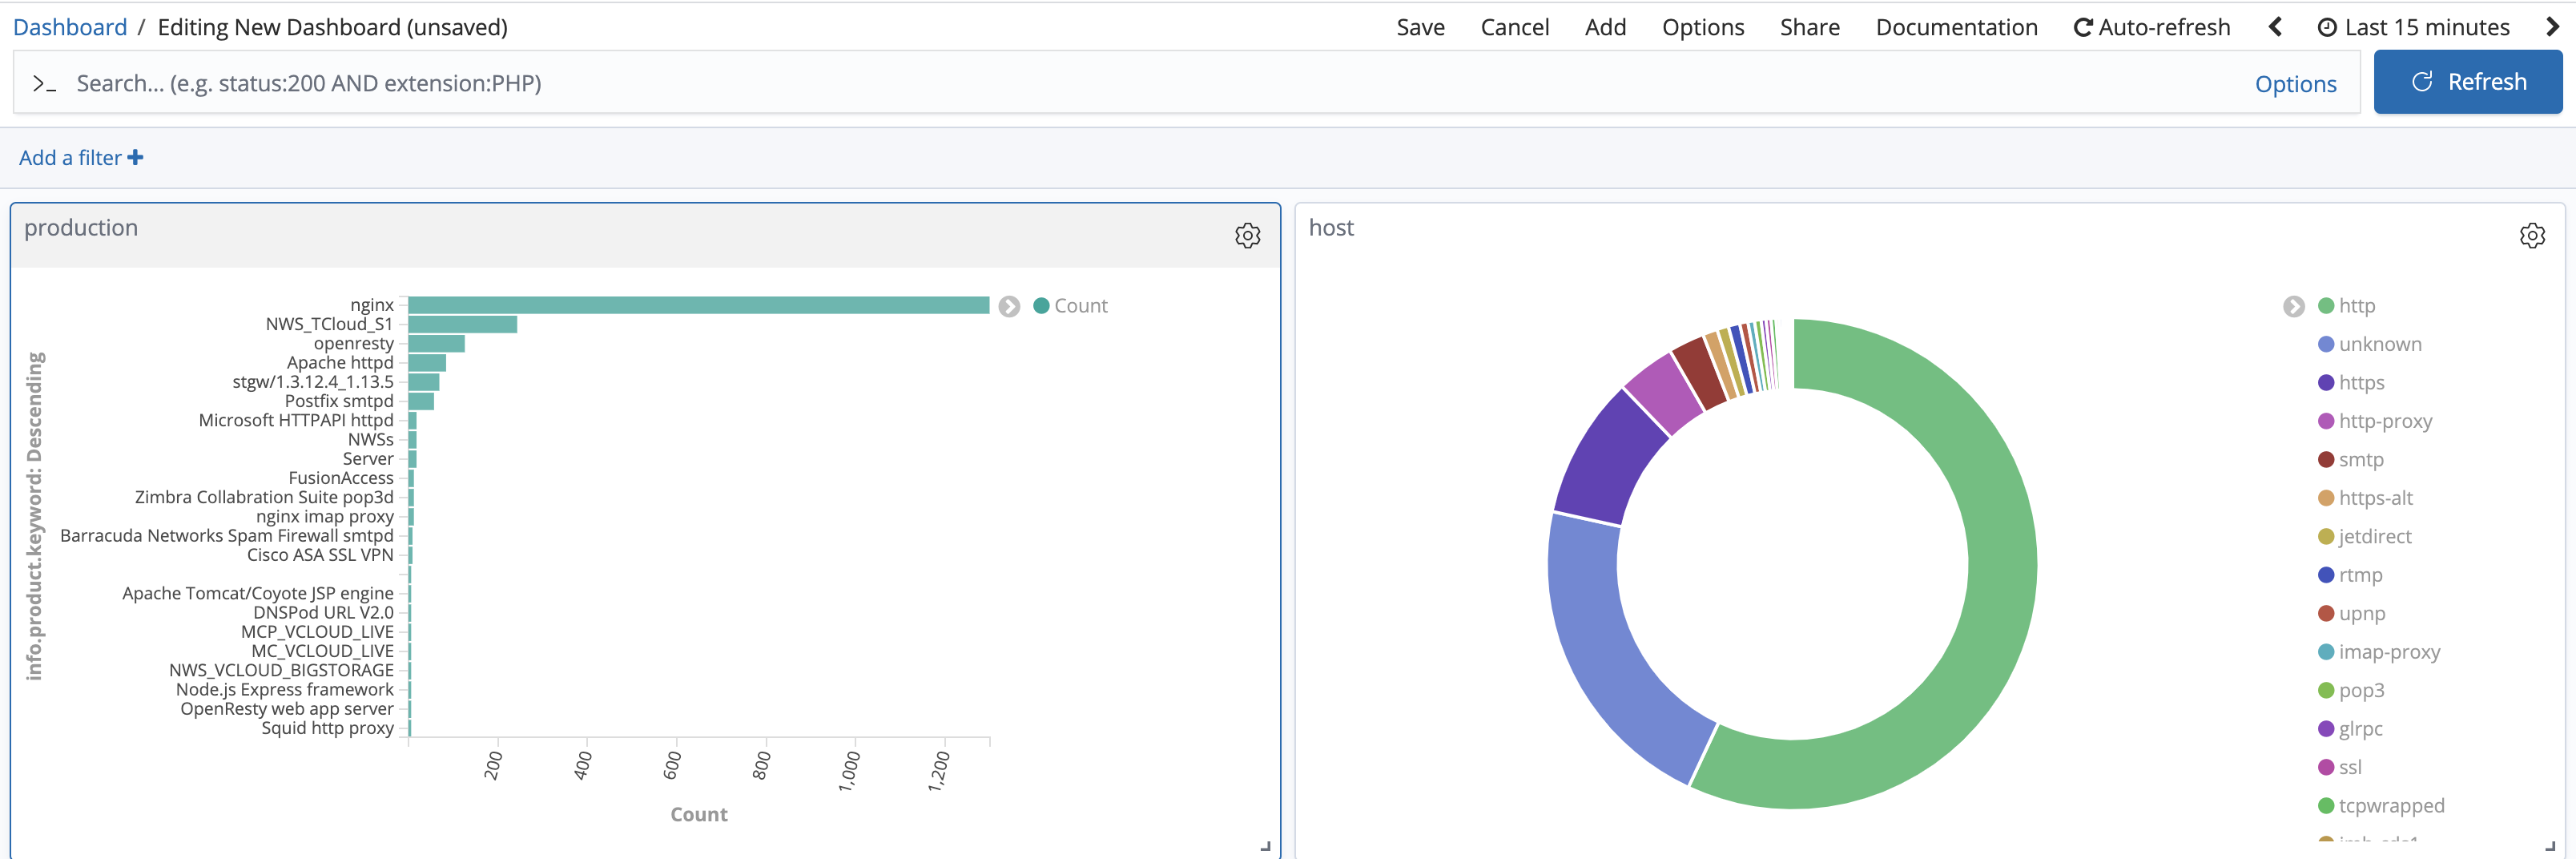 Dashboard / Editing New Dashboard (unsaved)
Save Cancel Add Options Share Documentation Auto-refresh Last 15 minutes
>_ Search... (e.g. status:200 AND extension:PHP) Options Refresh
Add a filter +
production
info.product.keyword: Descending
nginx
NWS_TCloud_S1
openresty
Apache httpd
stgw/1.3.12.4_1.13.5
Postfix smtpd
Microsoft HTTPAPI httpd
NWSs
Server
FusionAccess
Zimbra Collabration Suite pop3d
nginx imap proxy
Barracuda Networks Spam Firewall smtpd
Cisco ASA SSL VPN
Apache Tomcat/Coyote JSP engine
DNSPod URL V2.0
MCP_VCLOUD_LIVE
MC_VCLOUD_LIVE
NWS_VCLOUD_BIGSTORAGE
Node.js Express framework
OpenResty web app server
Squid http proxy
200 400 600 800 1,000 1,200
Count
Count
host
http
unknown
https
http-proxy
smtp
https-alt
jetdirect
rtmp
upnp
imap-proxy
pop3
glrpc
ssl
tcpwrapped